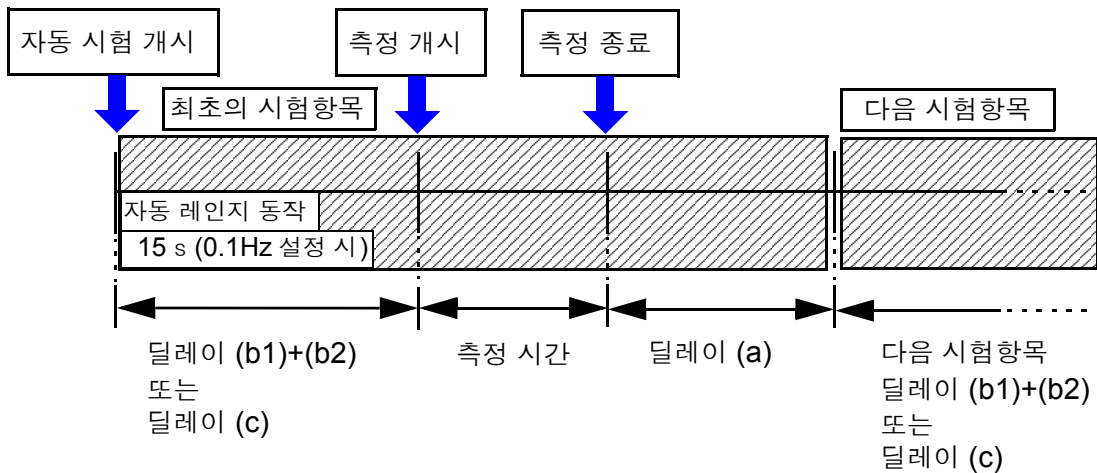 자동 시험 개시
측정 개시
측정 종료
최초의 시험항목
다음 시험항목
자동 레인지 동작
15 s (0.1Hz 설정 시)
딜레이 (b1)+(b2)
또는
딜레이 (c)
측정 시간
딜레이 (a)
다음 시험항목
딜레이 (b1)+(b2)
또는
딜레이 (c)